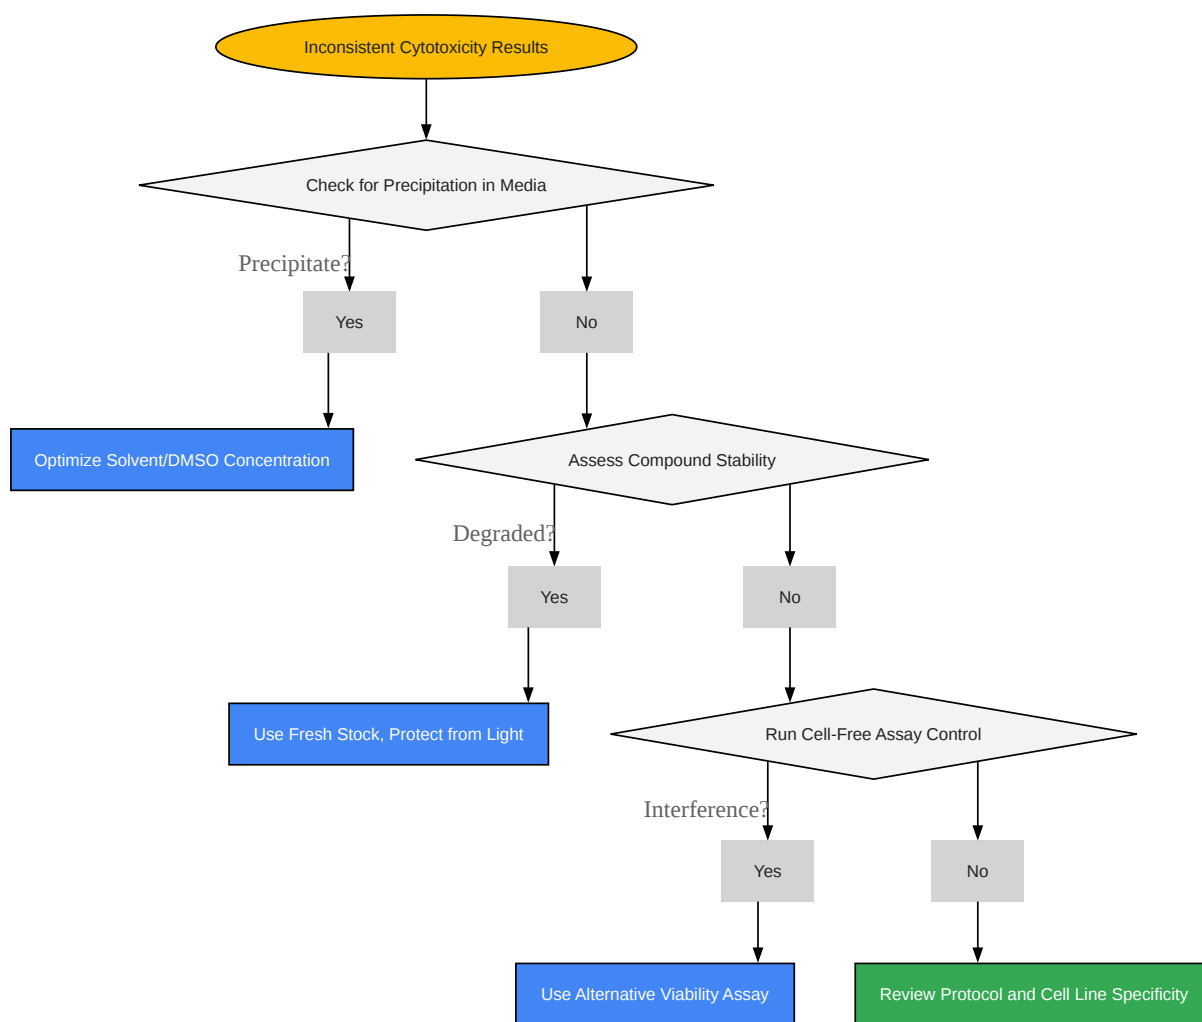 Inconsistent Cytotoxicity Results
Check for Precipitation in Media
Precipitate?
Yes
No
Optimize Solvent/DMSO Concentration
Assess Compound Stability
Degraded?
Yes
No
Use Fresh Stock, Protect from Light
Run Cell-Free Assay Control
Interference?
Yes
No
Use Alternative Viability Assay
Review Protocol and Cell Line Specificity